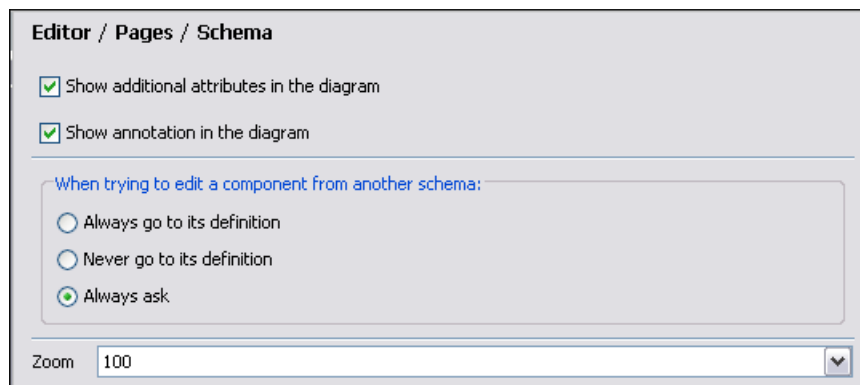 Editor / Pages / Schema
Show additional attributes in the diagram
Show annotation in the diagram
When trying to edit a component from another schema:
Always go to its definition
Never go to its definition
Always ask
Zoom 100